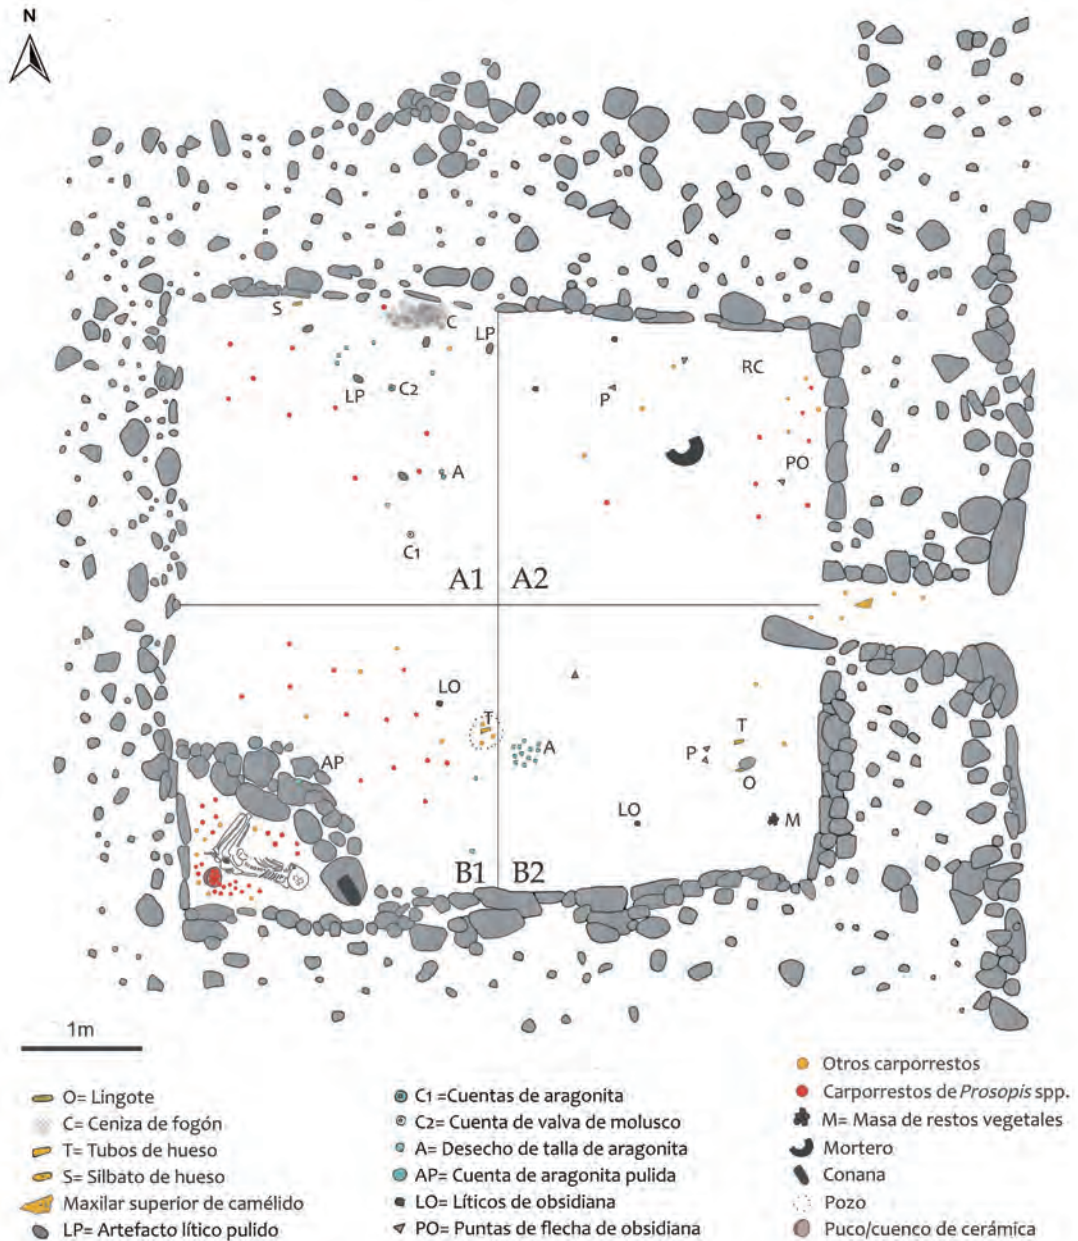 N
S
C
LP
RC
LP
C2
P
A
PO
C1
A1
A2
LO
T
A
T
P
AP
O
LO
M
B1
B2
1m
O= Lingote
C= Ceniza de fogón
T= Tubos de hueso
S= Silbato de hueso
Maxilar superior de camélido
LP= Artefacto lítico pulido
C1 =Cuentas de aragonita
C2= Cuenta de valva de molusco
A= Desecho de talla de aragonita
AP= Cuenta de aragonita pulida
LO= Líticos de obsidiana
PO= Puntas de flecha de obsidiana
Otros carporrestos
Carporrestos de Prosopis spp.
M= Masa de restos vegetales
Mortero
Conana
Pozo
Puco/cuenco de cerámica